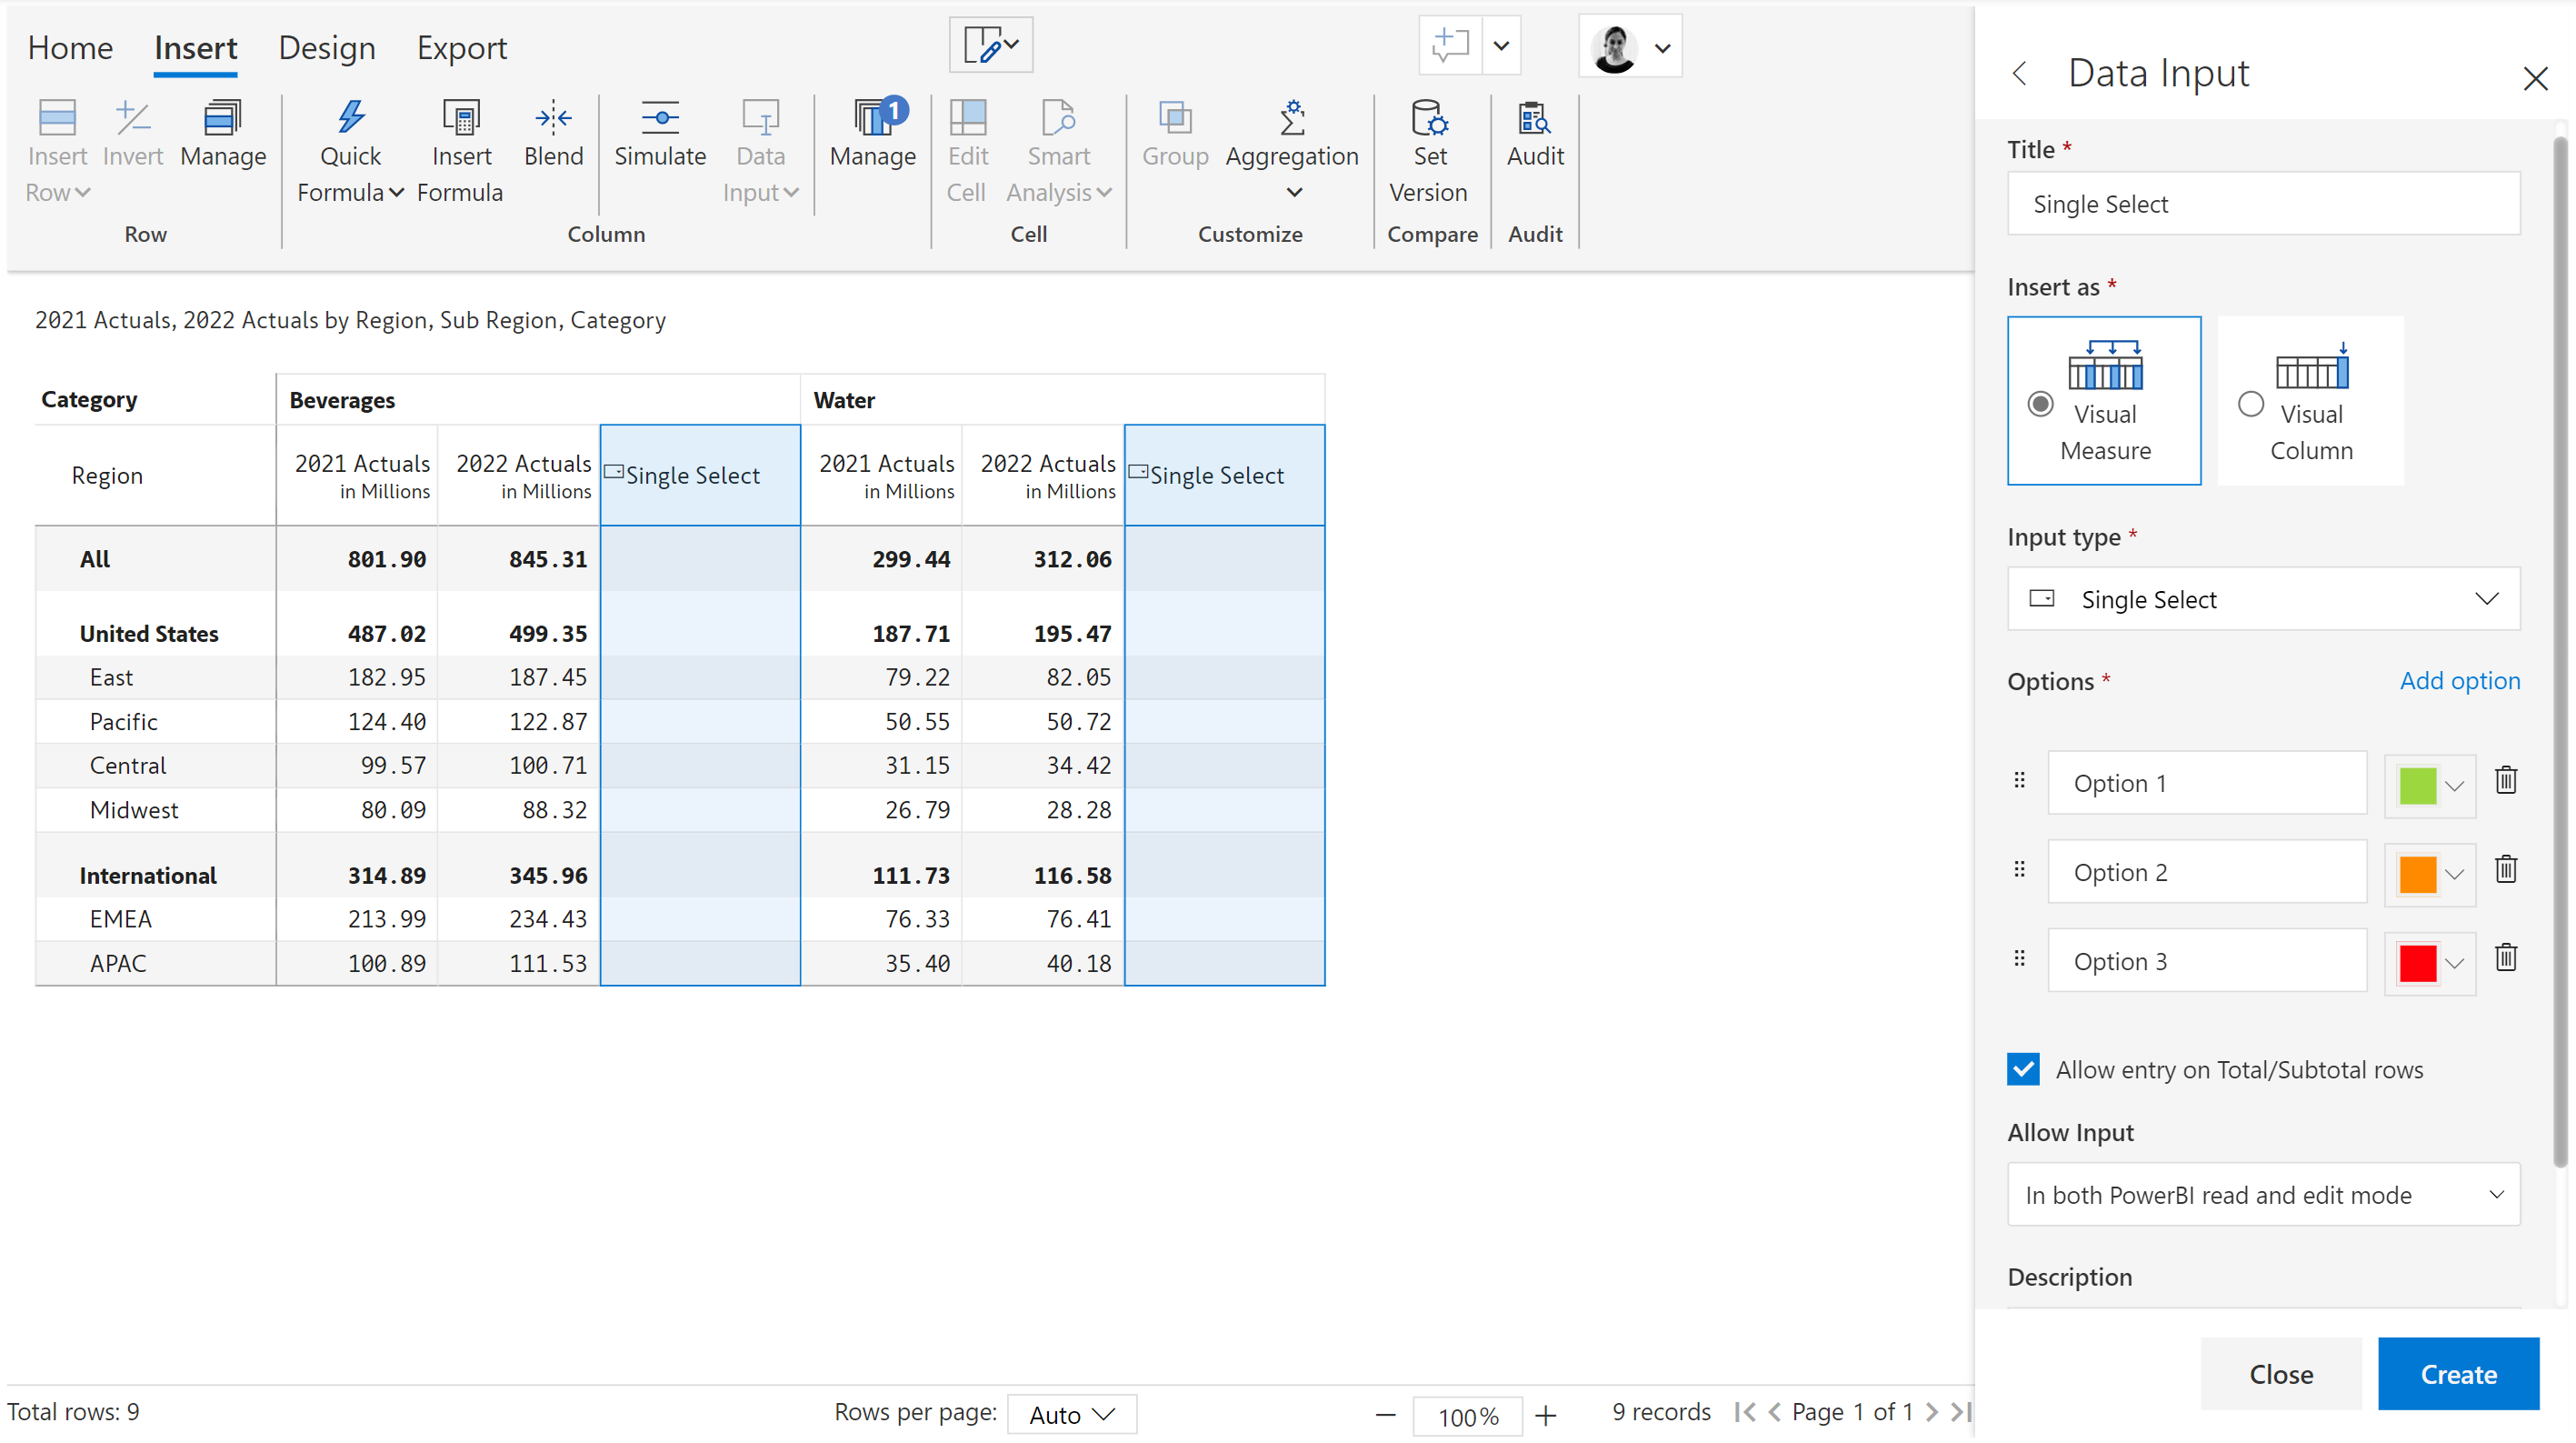 Home Insert Design Export
Insert Row Invert Manage
Row
Quick Formula Insert Formula Blend Simulate Data Input Manage 1
Column
Edit Cell Smart Analysis
Cell
Group Aggregation
Customize
Set Version
Compare
Audit
Audit
2021 Actuals, 2022 Actuals by Region, Sub Region, Category
Category Beverages Water
Region 2021 Actuals in Millions 2022 Actuals in Millions Single Select 2021 Actuals in Millions 2022 Actuals in Millions Single Select
All 801.90 845.31 299.44 312.06
United States 487.02 499.35 187.71 195.47
East 182.95 187.45 79.22 82.05
Pacific 124.40 122.87 50.55 50.72
Central 99.57 100.71 31.15 34.42
Midwest 80.09 88.32 26.79 28.28
International 314.89 345.96 111.73 116.58
EMEA 213.99 234.43 76.33 76.41
APAC 100.89 111.53 35.40 40.18
Total rows: 9
Rows per page: Auto
100%
9 records
Page 1 of 1
Data Input
Title *
Single Select
Insert as *
Visual Measure
Visual Column
Input type *
Single Select
Options * Add option
Option 1
Option 2
Option 3
Allow entry on Total/Subtotal rows
Allow Input
In both PowerBI read and edit mode
Description
Close Create